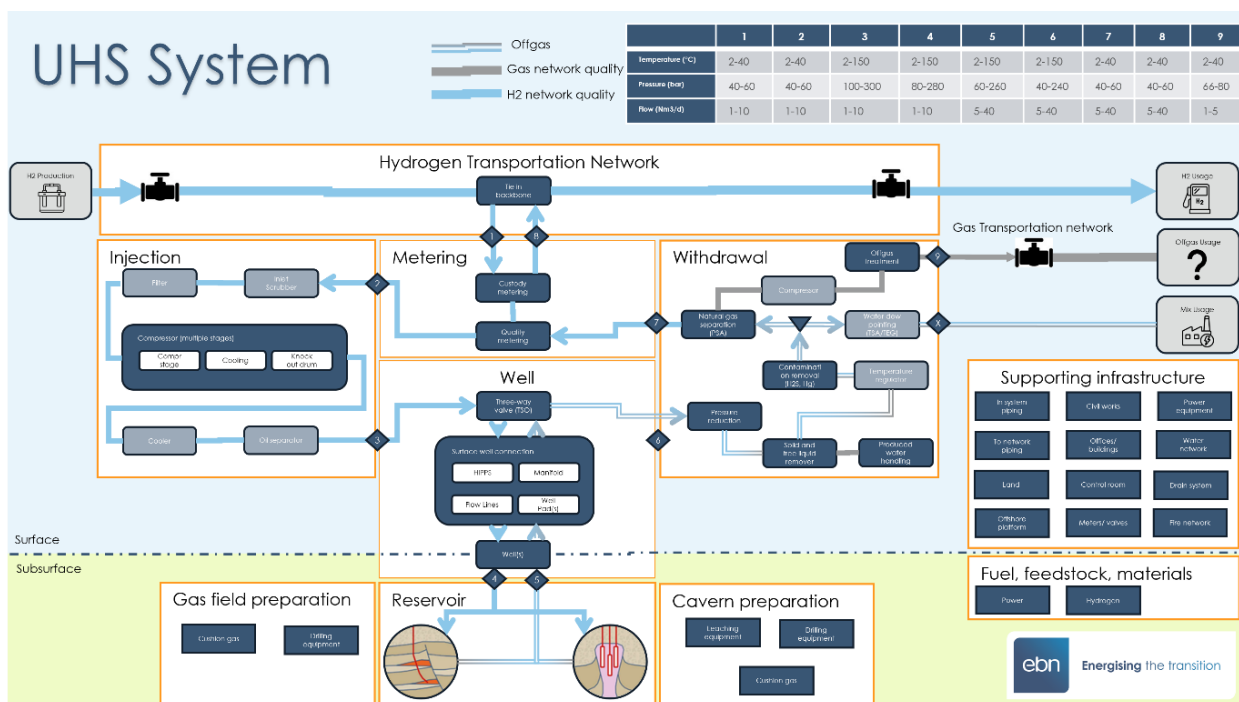 UHS System
Offgas
Gas network quality
H2 network quality
1 2 3 4 5 6 7 8 9
Temperature (°C) 2-40 2-40 2-150 2-150 2-150 2-150 2-40 2-40 2-40
Pressure (bar) 40-60 40-60 100-300 80-280 60-260 40-240 40-60 40-60 66-80
Flow (Nm3/d) 1-10 1-10 1-10 1-10 5-40 5-40 5-40 5-40 1-5
Hydrogen Transportation Network
H2 Production
Tie in
backbone
H2 Usage
H2
1
8
Gas Transportation network
Injection
Filter
Inlet
Scrubber
2
Compressor (multiple stages)
Compr
stage
Cooling
Knock
out drum
Cooler
Oil separator
3
Metering
Custody
metering
Quality
metering
7
Withdrawal
Offgas
treatment
9
Compressor
Natural gas
separation
(PSA)
Water dew
pointing
(TSA/TEG)
X
Contaminati
on removal
(H2S, Hg)
Temperature
regulator
Pressure
reduction
6
Solid and
free liquid
remover
Produced
water
handling
Offgas Usage
?
Mix Usage
Well
Three-way
valve (TSO)
Surface well connection
HIPPS
Manifold
Flow Lines
Well
Pad(s)
Well(s)
4
5
Supporting infrastructure
In system
piping
Civil works
Power
equipment
To network
piping
Offices/
buildings
Water
network
Land
Control room
Drain system
Offshore
platform
Meters/ valves
Fire network
Surface
Subsurface
Fuel, feedstock, materials
Power
Hydrogen
Gas field preparation
Cushion gas
Drilling
equipment
Reservoir
Cavern preparation
Leaching
equipment
Drilling
equipment
Cushion gas
ebn
Energising the transition